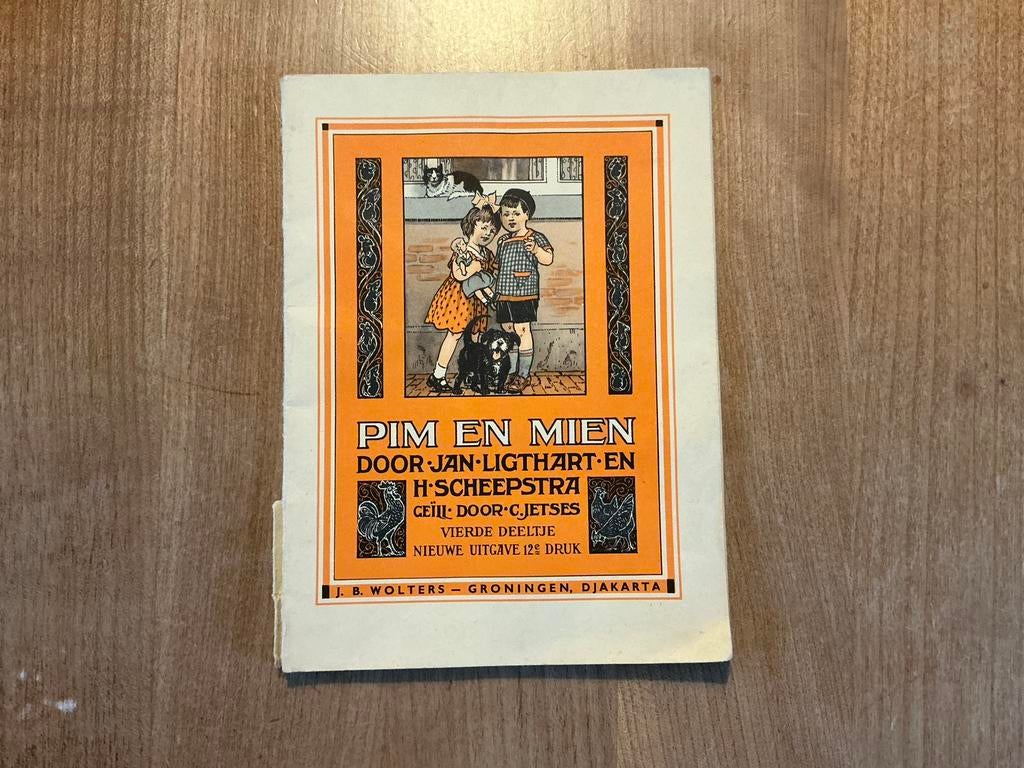 PIM EN MIEN
DOOR·JAN·LIGTHART·EN
H·SCHEEPSTRA
GEÏLL· DOOR·C.JETSES
VIERDE DEELTJE
NIEUWE UITGAVE 12e DRUK
J. B. WOLTERS — GRONINGEN, DJAKARTA